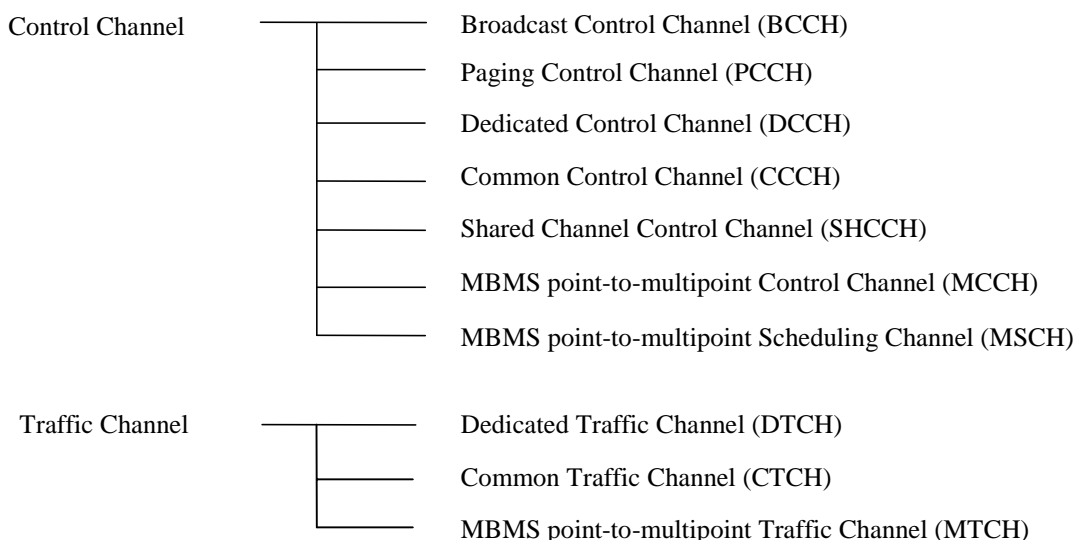 Control Channel
Broadcast Control Channel (BCCH)
Paging Control Channel (PCCH)
Dedicated Control Channel (DCCH)
Common Control Channel (CCCH)
Shared Channel Control Channel (SHCCH)
MBMS point-to-multipoint Control Channel (MCCH)
MBMS point-to-multipoint Scheduling Channel (MSCH)
Traffic Channel
Dedicated Traffic Channel (DTCH)
Common Traffic Channel (CTCH)
MBMS point-to-multipoint Traffic Channel (MTCH)